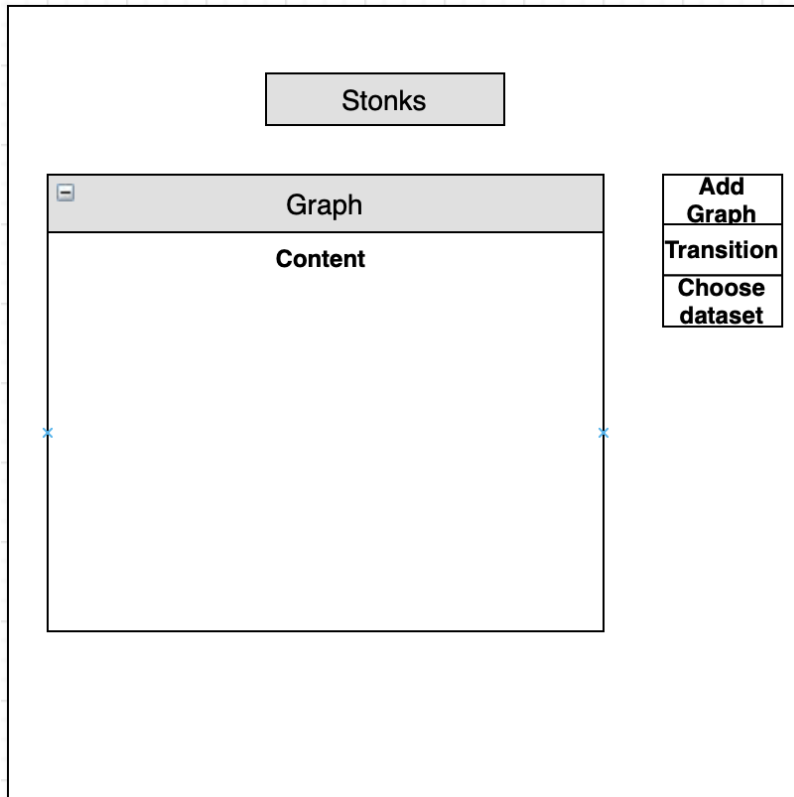 Stonks
Graph
Content
Add
Graph
Transition
Choose
dataset